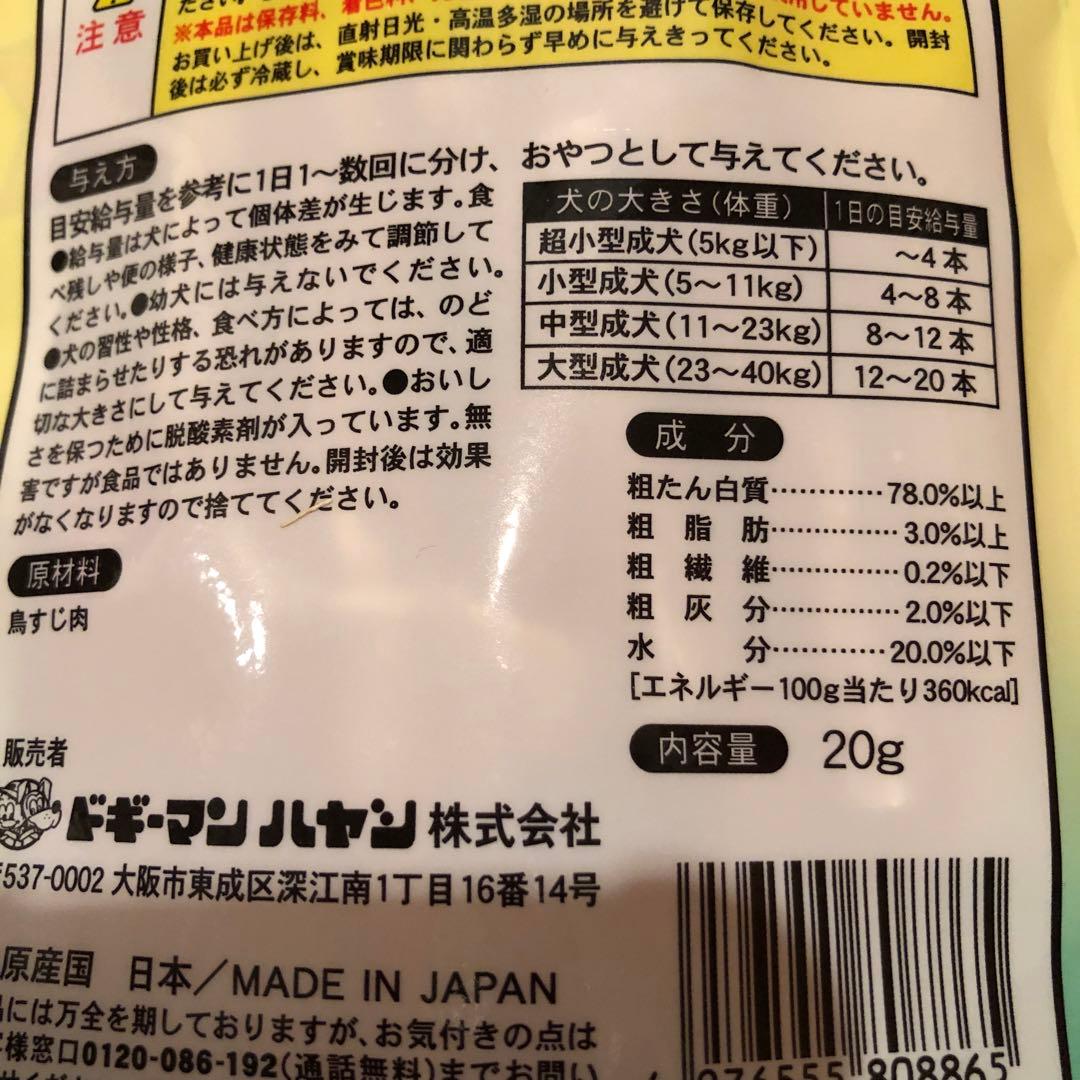 注意
※本品は保存料、着色料
用していません。
お買い上げ後は、直射日光・高温多湿の場所を避けて保存してください。開封
後は必ず冷蔵し、賞味期限に関わらず早めに与えきってください。
与え方
目安給与量を参考に1日1〜数回に分け、おやつとして与えてください。
●給与量は犬によって個体差が生じます。食
べ残しや便の様子、健康状態をみて調節して
ください。●幼犬には与えないでください。
●犬の習性や性格、食べ方によっては、のど
に詰まらせたりする恐れがありますので、適
切な大きさにして与えてください。●おいし
さを保つために脱酸素剤が入っています。無
害ですが食品ではありません。開封後は効果
がなくなりますので捨ててください。
犬の大きさ(体重) 1日の目安給与量
超小型成犬(5kg以下) 〜4本
小型成犬(5〜11kg) 4〜8本
中型成犬(11〜23kg) 8〜12本
大型成犬(23〜40kg) 12〜20本
成分
粗たん白質…………78.0%以上
粗脂肪……………3.0%以上
粗繊維……………0.2%以下
粗灰分……………2.0%以下
水分…………20.0%以下
[エネルギー100g当たり360kcal]
内容量 20g
原材料
鳥すじ肉
販売者
ドギーマンハヤシ株式会社
〒537-0002 大阪市東成区深江南1丁目16番14号
原産国 日本/MADE IN JAPAN
品には万全を期しておりますが、お気付きの点は
客様窓口0120-086-192(通話無料)までお問い
4 976555 808865